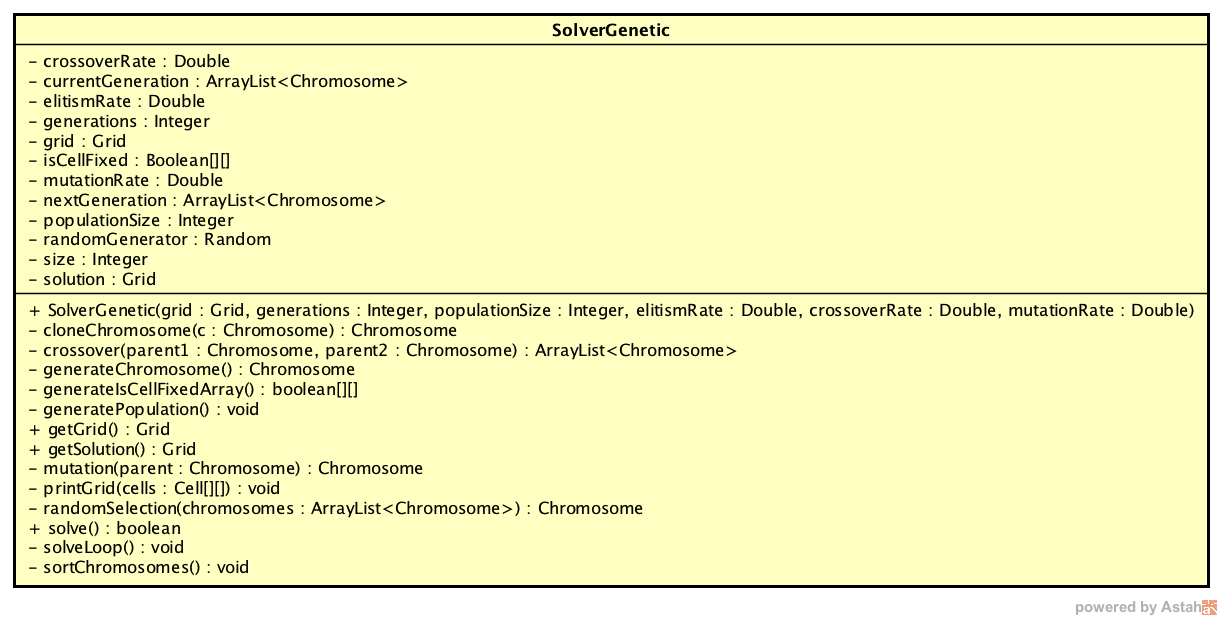 SolverGenetic
- crossoverRate : Double
- currentGeneration : ArrayList<Chromosome>
- elitismRate : Double
- generations : Integer
- grid : Grid
- isCellFixed : Boolean[][]
- mutationRate : Double
- nextGeneration : ArrayList<Chromosome>
- populationSize : Integer
- randomGenerator : Random
- size : Integer
- solution : Grid
+ SolverGenetic(grid : Grid, generations : Integer, populationSize : Integer, elitismRate : Double, crossoverRate : Double, mutationRate : Double)
- cloneChromosome(c : Chromosome) : Chromosome
- crossover(parent1 : Chromosome, parent2 : Chromosome) : ArrayList<Chromosome>
- generateChromosome() : Chromosome
- generateIsCellFixedArray() : boolean[][]
- generatePopulation() : void
+ getGrid() : Grid
+ getSolution() : Grid
- mutation(parent : Chromosome) : Chromosome
- printGrid(cells : Cell[][]) : void
- randomSelection(chromosomes : ArrayList<Chromosome>) : Chromosome
+ solve() : boolean
- solveLoop() : void
- sortChromosomes() : void
powered by Astah